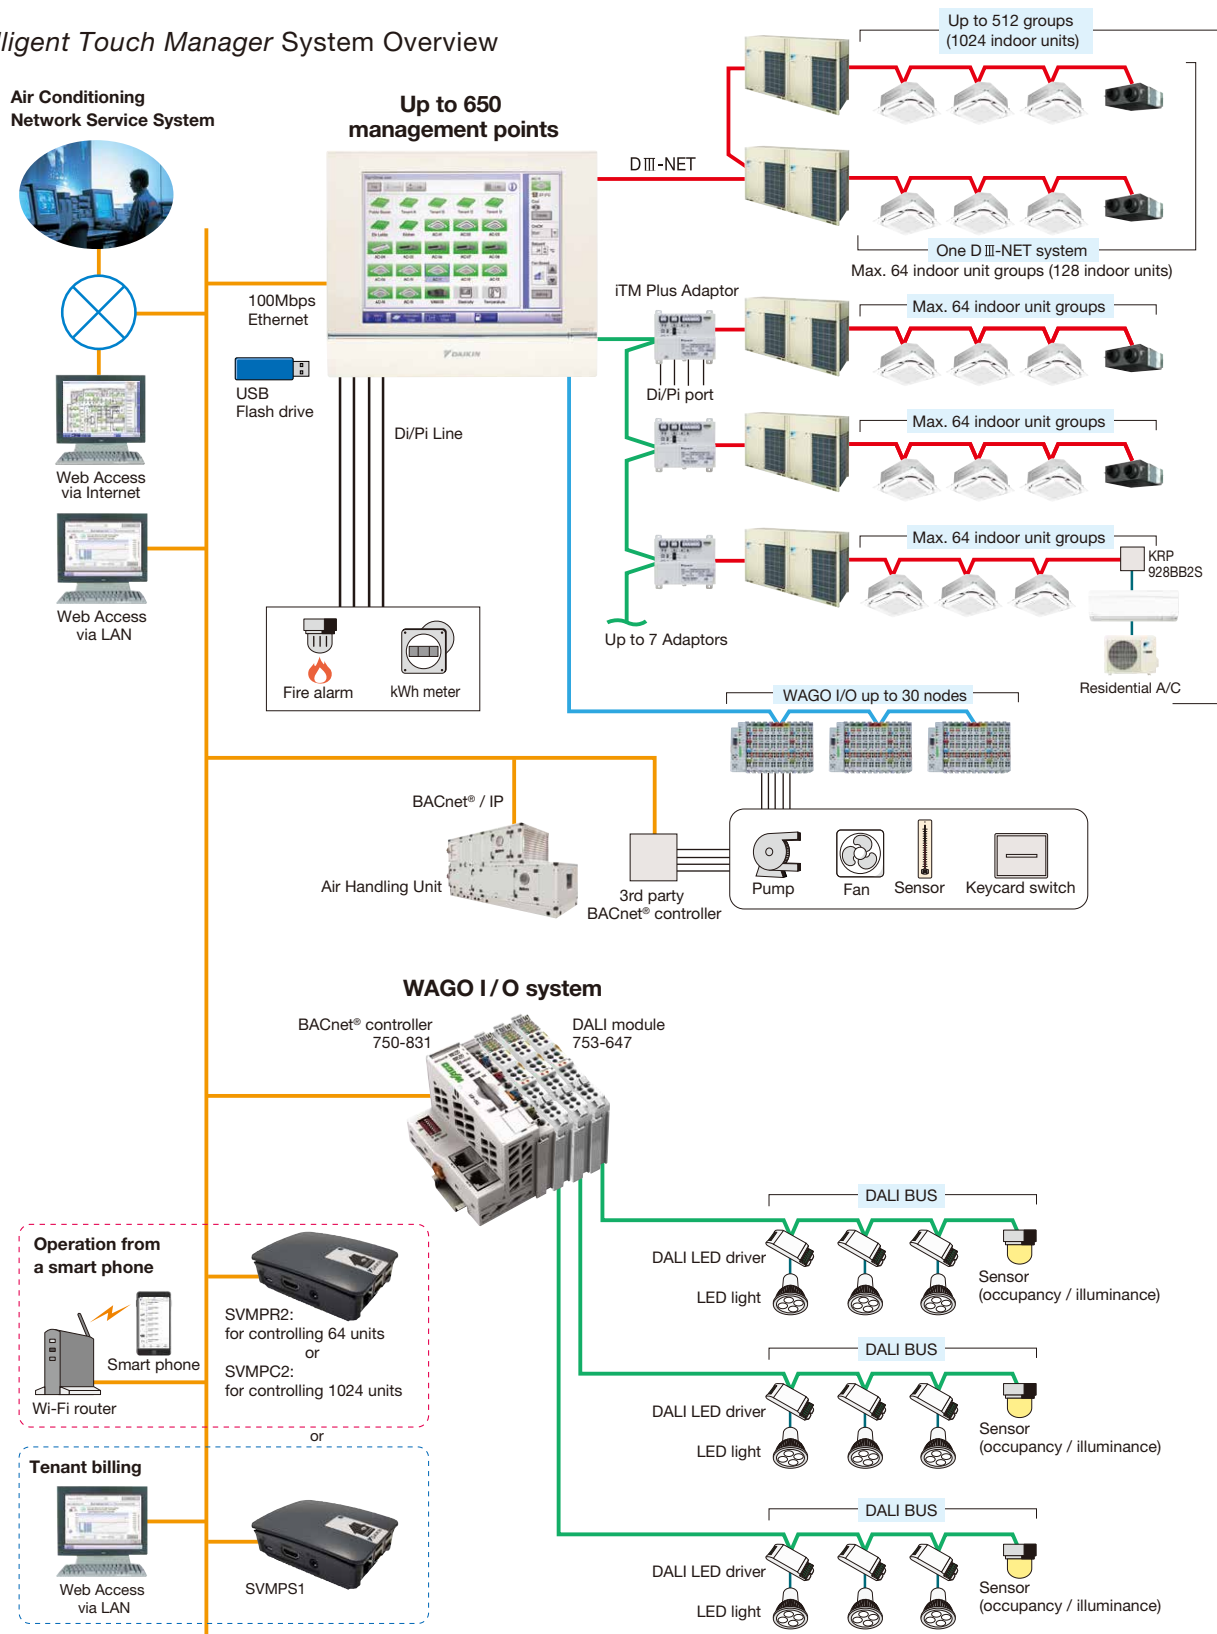 lligent Touch Manager System Overview
Up to 512 groups
(1024 indoor units)
Air Conditioning
Network Service System
Up to 650
management points
DⅢ-NET
One DⅢ-NET system
Max. 64 indoor unit groups (128 indoor units)
100Mbps
Ethernet
iTM Plus Adaptor
Max. 64 indoor unit groups
DAIKIN
USB
Flash drive
Di/Pi port
Di/Pi Line
Max. 64 indoor unit groups
Web Access
via Internet
Max. 64 indoor unit groups
KRP
928BB2S
Web Access
via LAN
Up to 7 Adaptors
Fire alarm
kWh meter
Residential A/C
WAGO I/O up to 30 nodes
BACnet® / IP
Air Handling Unit
3rd party
BACnet® controller
Pump
Fan
Sensor
Keycard switch
WAGO I/O system
BACnet® controller
750-831
DALI module
753-647
WAGO
DALI BUS
Operation from
a smart phone
DALI LED driver
LED light
Sensor
(occupancy / illuminance)
SVMPR2:
for controlling 64 units
or
SVMPC2:
for controlling 1024 units
Smart phone
Wi-Fi router
DALI BUS
DALI LED driver
LED light
Sensor
(occupancy / illuminance)
or
Tenant billing
Web Access
via LAN
SVMPS1
DALI BUS
DALI LED driver
LED light
Sensor
(occupancy / illuminance)